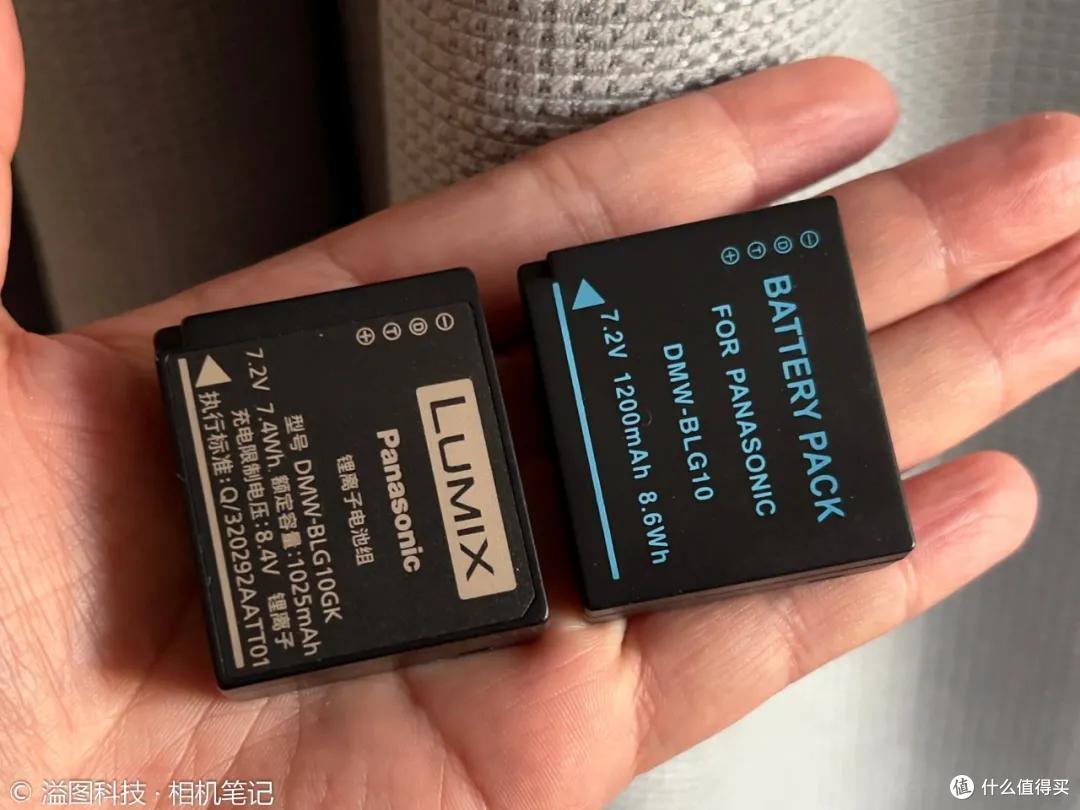 LUMIX
Panasonic
锂离子电池组
型号 DMW-BLG10GK
7.2V 7.4Wh 额定容量:1025mAh
充电限制电压:8.4V 锂离子
执行标准:Q/320292AATT01
⊖ Ⓓ Ⓣ ⊕
BATTERY PACK
FOR PANASONIC
DMW-BLG10
7.2V 1200mAh 8.6Wh
⊖ Ⓓ Ⓣ ⊕
© 溢图科技·相机笔记
值 什么值得买